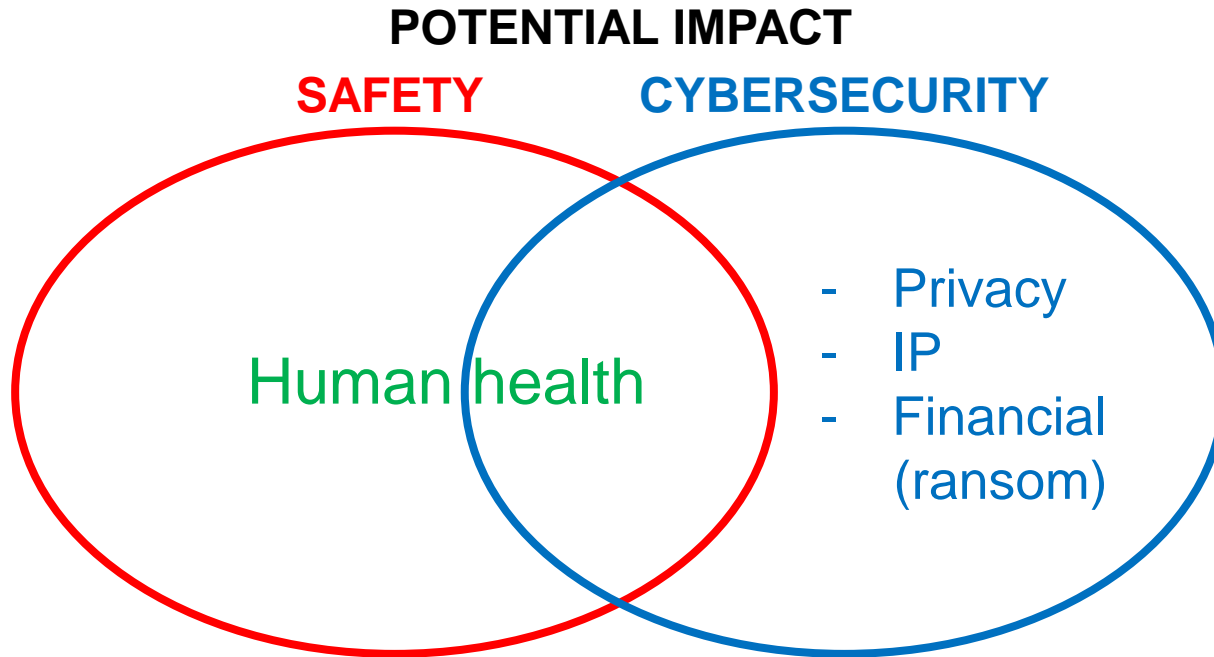 POTENTIAL IMPACT
SAFETY CYBERSECURITY
Human health
- Privacy
- IP
- Financial
(ransom)